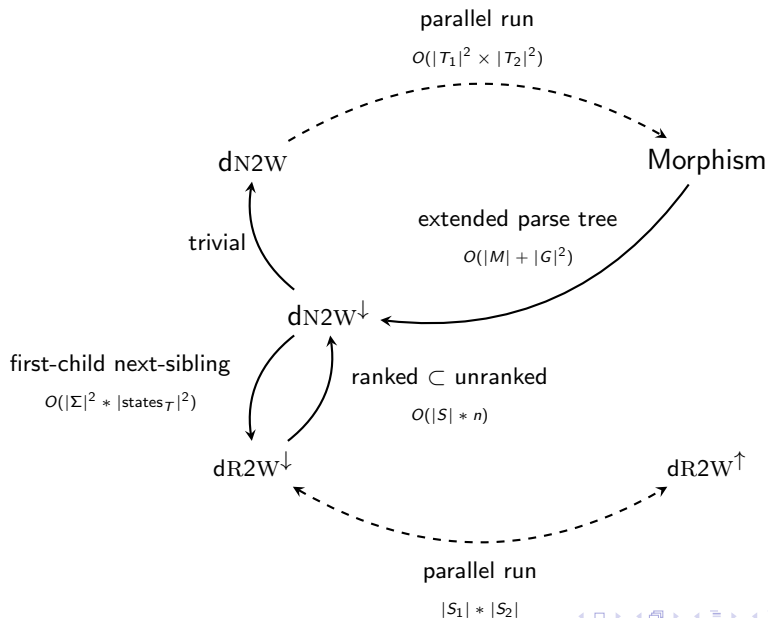 parallel run
O(|T₁|² × |T₂|²)
dN2W
Morphism
extended parse tree
O(|M| + |G|²)
trivial
dN2W↓
first-child next-sibling
O(|Σ|² ∗ |states_T|²)
ranked ⊂ unranked
O(|S| ∗ n)
dR2W↓
dR2W↑
parallel run
|S₁| ∗ |S₂|